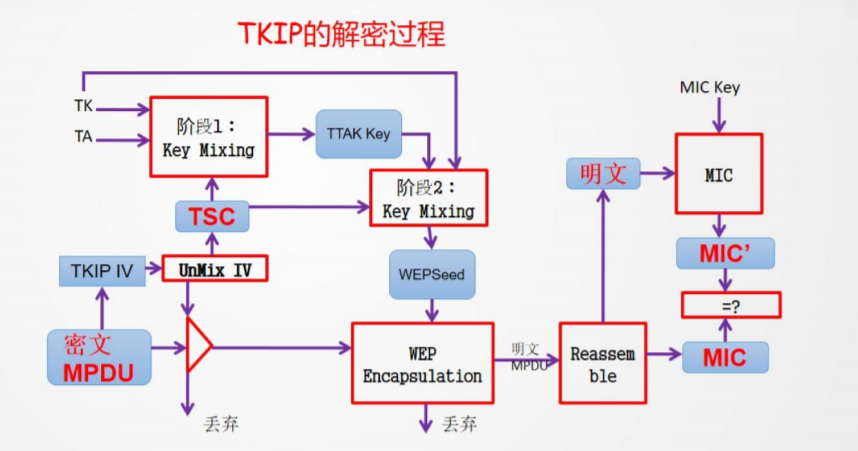 TKIP的解密过程
MIC Key
TK
TA
阶段1：
Key Mixing
TTAK Key
明文
MIC
阶段2：
Key Mixing
TSC
MIC’
TKIP IV
UnMix IV
WEPSeed
=?
密文
MPDU
WEP
Encapsulation
明文
MPDU
Reassem
ble
MIC
丢弃
丢弃